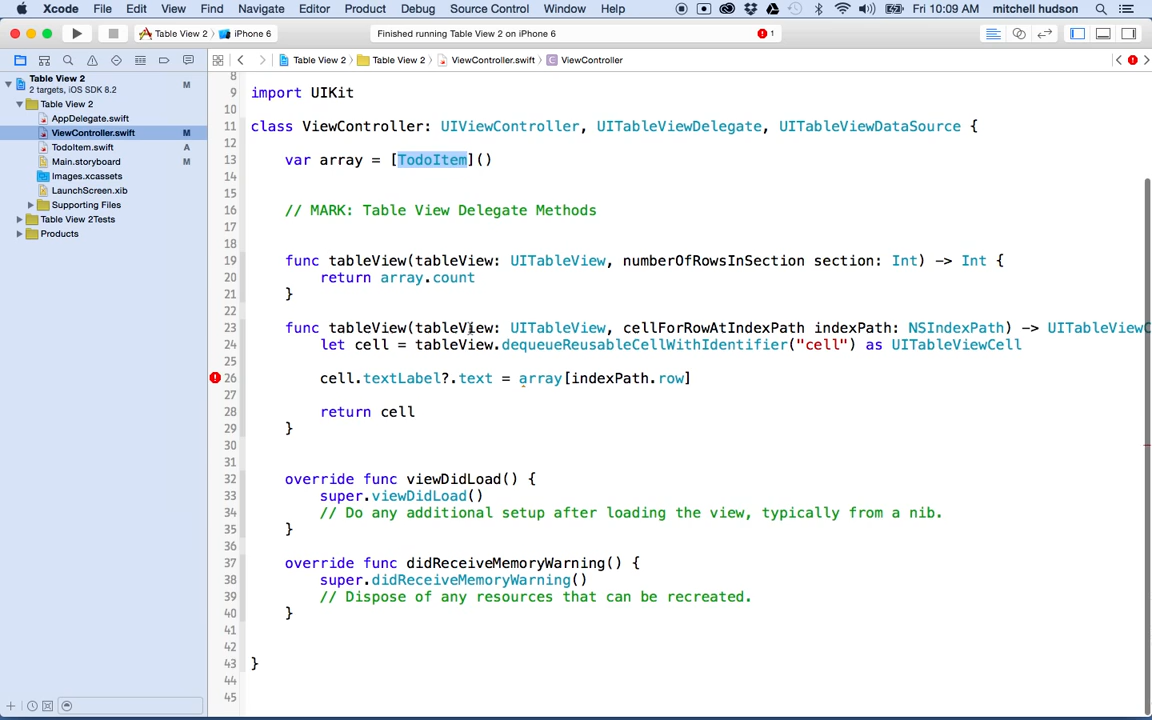 Xcode File Edit View Find Navigate Editor Product Debug Source Control Window Help Fri 10:09 AM mitchell hudson
Table View 2 iPhone 6 Finished running Table View 2 on iPhone 6 1
Table View 2 Table View 2 ViewController.swift ViewController
Table View 2 M
2 targets, iOS SDK 8.2
Table View 2
AppDelegate.swift
ViewController.swift M
TodoItem.swift A
Main.storyboard M
Images.xcassets
LaunchScreen.xib
Supporting Files
Table View 2Tests
Products
8
9 import UIKit
10
11 class ViewController: UIViewController, UITableViewDelegate, UITableViewDataSource {
12
13 var array = [TodoItem]()
14
15
16 // MARK: Table View Delegate Methods
17
18
19 func tableView(tableView: UITableView, numberOfRowsInSection section: Int) -> Int {
20 return array.count
21 }
22
23 func tableView(tableView: UITableView, cellForRowAtIndexPath indexPath: NSIndexPath) -> UITableViewC
24 let cell = tableView.dequeueReusableCellWithIdentifier("cell") as UITableViewCell
25
26 cell.textLabel?.text = array[indexPath.row]
27
28 return cell
29 }
30
31
32 override func viewDidLoad() {
33 super.viewDidLoad()
34 // Do any additional setup after loading the view, typically from a nib.
35 }
36
37 override func didReceiveMemoryWarning() {
38 super.didReceiveMemoryWarning()
39 // Dispose of any resources that can be recreated.
40 }
41
42
43 }
44
45